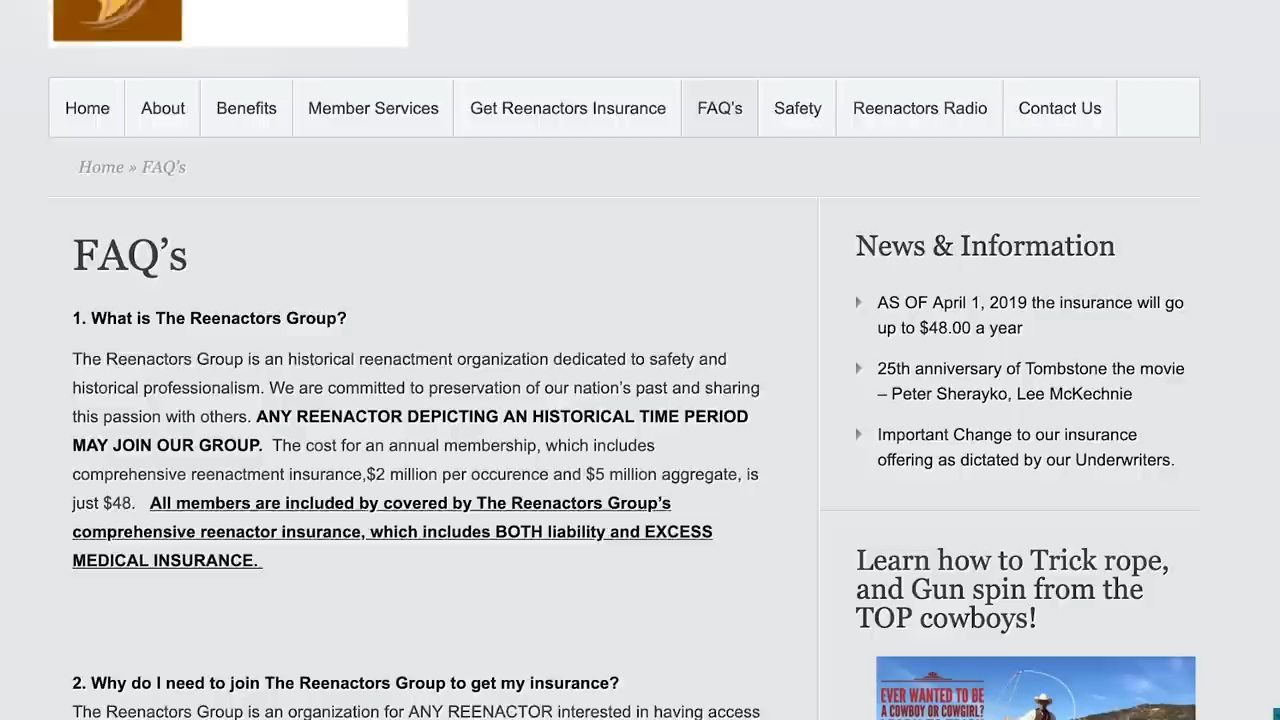 Home About Benefits Member Services Get Reenactors Insurance FAQ's Safety Reenactors Radio Contact Us
Home » FAQ's
FAQ's
1. What is The Reenactors Group?
The Reenactors Group is an historical reenactment organization dedicated to safety and
historical professionalism. We are committed to preservation of our nation's past and sharing
this passion with others. ANY REENACTOR DEPICTING AN HISTORICAL TIME PERIOD
MAY JOIN OUR GROUP. The cost for an annual membership, which includes
comprehensive reenactment insurance,$2 million per occurence and $5 million aggregate, is
just $48. All members are included by covered by The Reenactors Group's
comprehensive reenactor insurance, which includes BOTH liability and EXCESS
MEDICAL INSURANCE.
2. Why do I need to join The Reenactors Group to get my insurance?
The Reenactors Group is an organization for ANY REENACTOR interested in having access
News & Information
AS OF April 1, 2019 the insurance will go
up to $48.00 a year
25th anniversary of Tombstone the movie
– Peter Sherayko, Lee McKechnie
Important Change to our insurance
offering as dictated by our Underwriters.
Learn how to Trick rope,
and Gun spin from the
TOP cowboys!
EVER WANTED TO BE
A COWBOY OR COWGIRL?